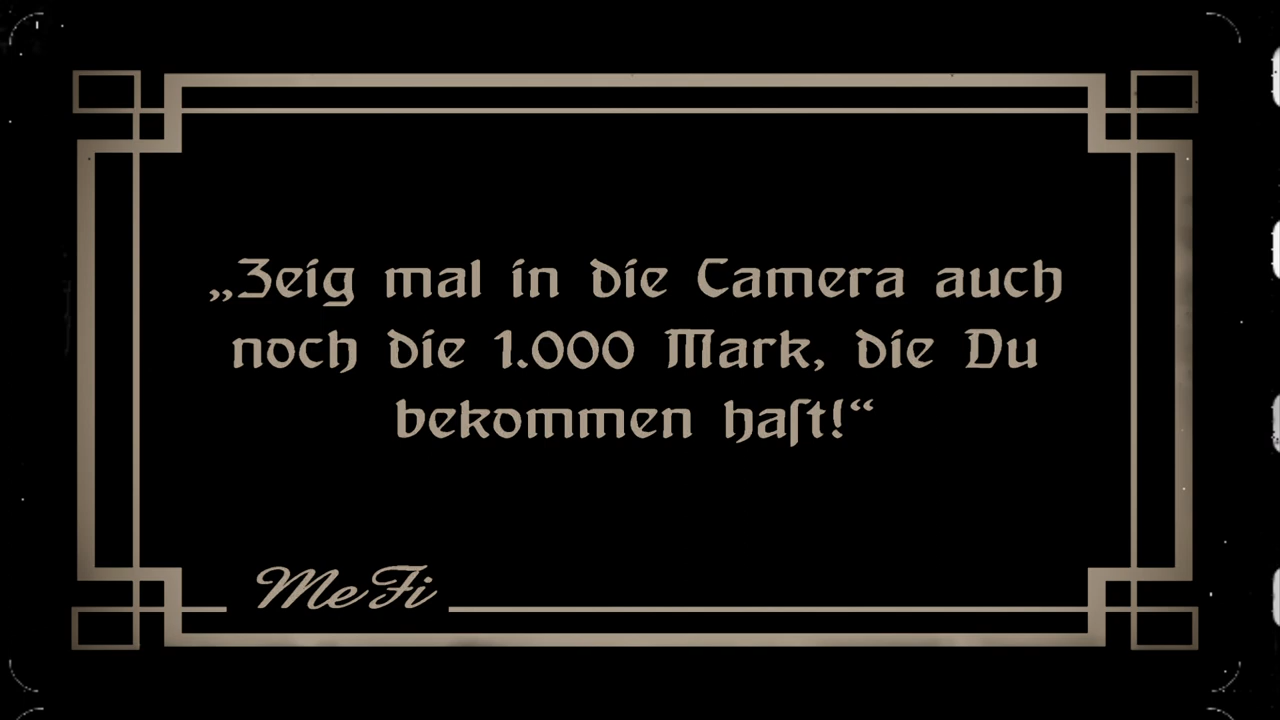 „Zeig mal in die Camera auch
noch die 1.000 Mark, die Du
bekommen haſt!“
MeFi